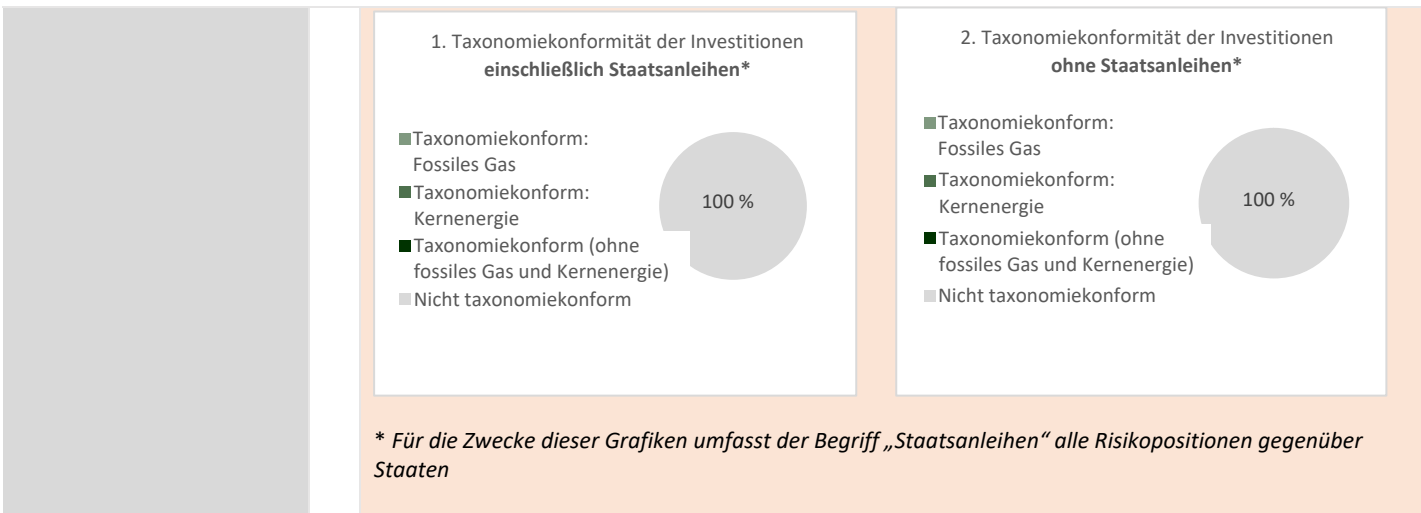 1. Taxonomiekonformität der Investitionen
einschließlich Staatsanleihen*
Taxonomiekonform:
Fossiles Gas
Taxonomiekonform:
Kernenergie
Taxonomiekonform (ohne
fossiles Gas und Kernenergie)
Nicht taxonomiekonform
100 %
2. Taxonomiekonformität der Investitionen
ohne Staatsanleihen*
Taxonomiekonform:
Fossiles Gas
Taxonomiekonform:
Kernenergie
Taxonomiekonform (ohne
fossiles Gas und Kernenergie)
Nicht taxonomiekonform
100 %
* Für die Zwecke dieser Grafiken umfasst der Begriff „Staatsanleihen“ alle Risikopositionen gegenüber
Staaten